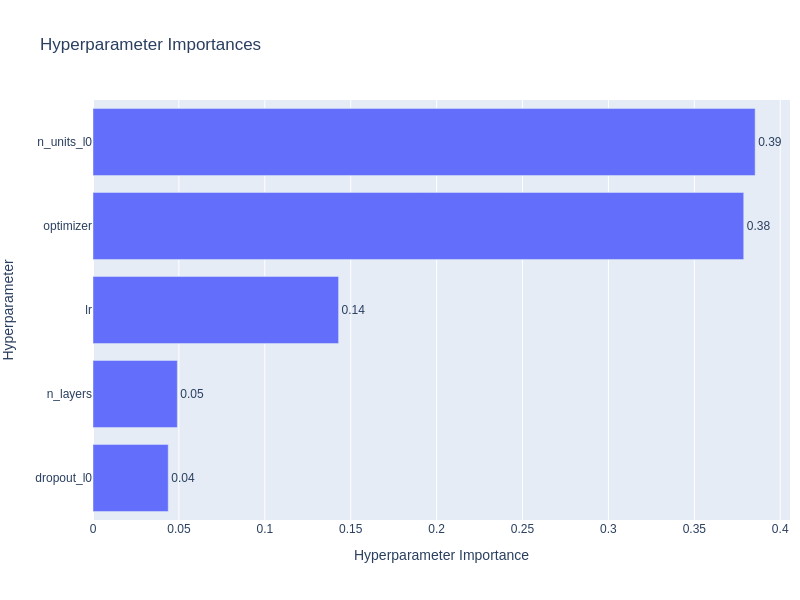 Hyperparameter Importances
n_units_l0
0.39
optimizer
0.38
lr
0.14
n_layers
0.05
dropout_l0
0.04
0 0.05 0.1 0.15 0.2 0.25 0.3 0.35 0.4
Hyperparameter Importance
Hyperparameter